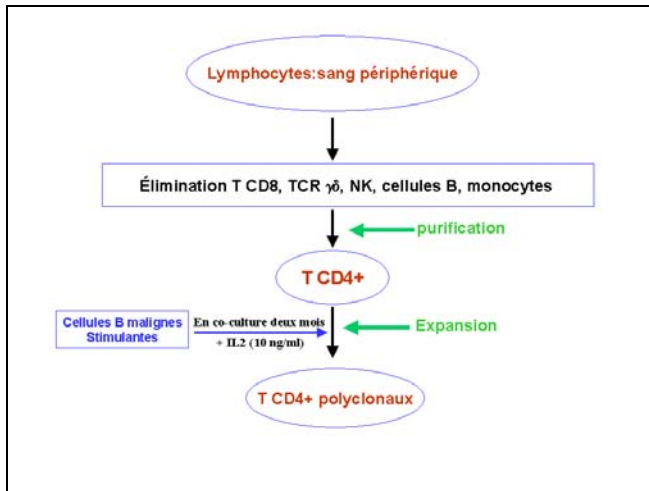 Lymphocytes:sang périphérique
Élimination T CD8, TCR γδ, NK, cellules B, monocytes
purification
T CD4+
Cellules B malignes
Stimulantes
En co-culture deux mois
+ IL2 (10 ng/ml)
Expansion
T CD4+ polyclonaux